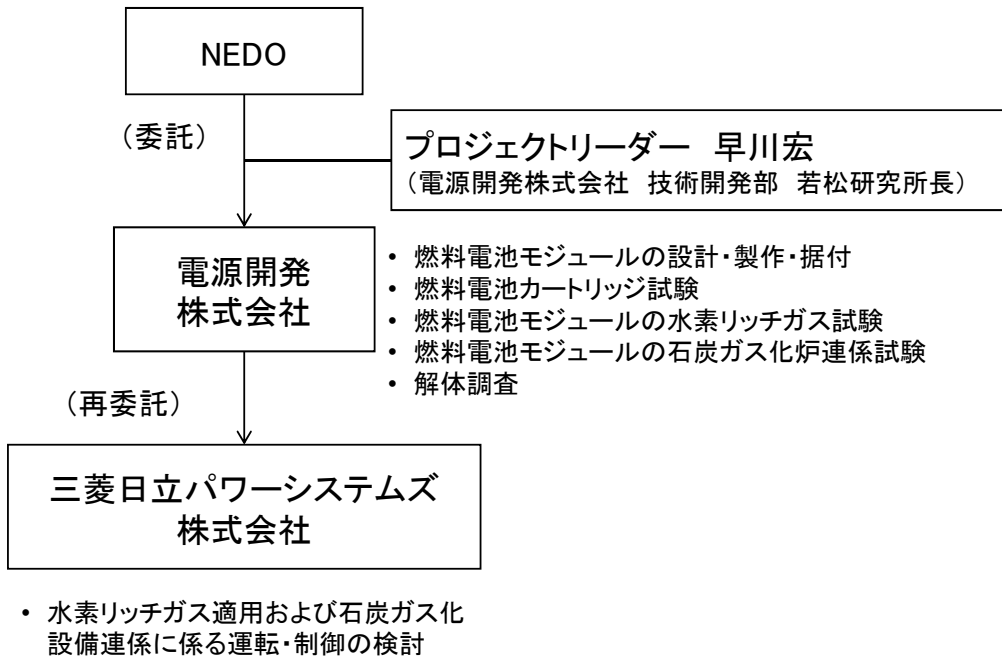 NEDO
（委託）
プロジェクトリーダー　早川宏
（電源開発株式会社　技術開発部　若松研究所長）
電源開発
株式会社
• 燃料電池モジュールの設計・製作・据付
• 燃料電池カートリッジ試験
• 燃料電池モジュールの水素リッチガス試験
• 燃料電池モジュールの石炭ガス化炉連係試験
• 解体調査
（再委託）
三菱日立パワーシステムズ
株式会社
• 水素リッチガス適用および石炭ガス化
設備連係に係る運転・制御の検討